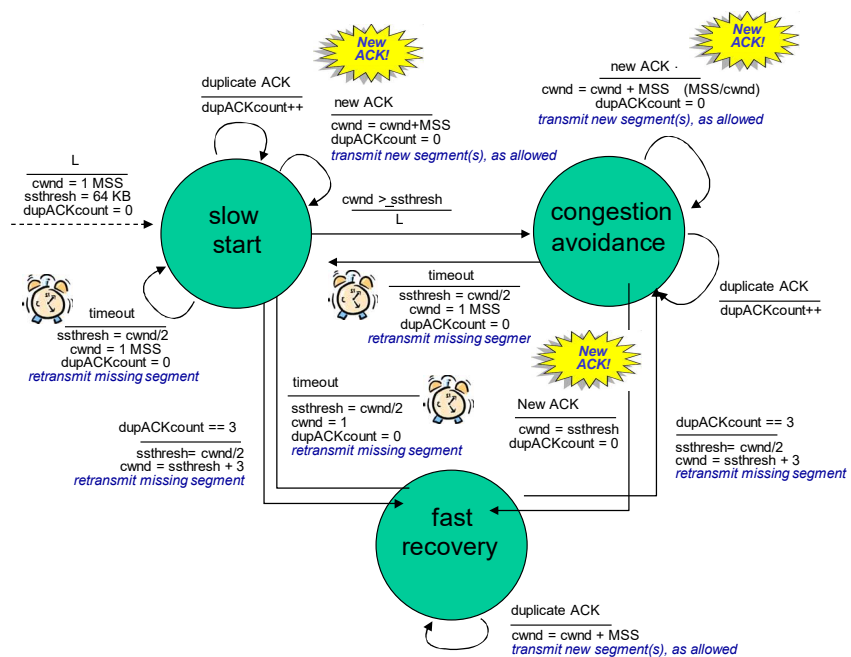 New
ACK!
duplicate ACK
dupACKcount++
new ACK
cwnd = cwnd+MSS
dupACKcount = 0
transmit new segment(s), as allowed
New
ACK!
new ACK .
cwnd = cwnd + MSS (MSS/cwnd)
dupACKcount = 0
transmit new segment(s), as allowed
L
cwnd = 1 MSS
ssthresh = 64 KB
dupACKcount = 0
slow
start
cwnd > ssthresh
L
congestion
avoidance
timeout
ssthresh = cwnd/2
cwnd = 1 MSS
dupACKcount = 0
retransmit missing segment
timeout
ssthresh = cwnd/2
cwnd = 1 MSS
dupACKcount = 0
retransmit missing segmer
duplicate ACK
dupACKcount++
New
ACK!
timeout
ssthresh = cwnd/2
cwnd = 1
dupACKcount = 0
retransmit missing segment
New ACK
cwnd = ssthresh
dupACKcount = 0
dupACKcount == 3
ssthresh= cwnd/2
cwnd = ssthresh + 3
retransmit missing segment
dupACKcount == 3
ssthresh= cwnd/2
cwnd = ssthresh + 3
retransmit missing segment
fast
recovery
duplicate ACK
cwnd = cwnd + MSS
transmit new segment(s), as allowed